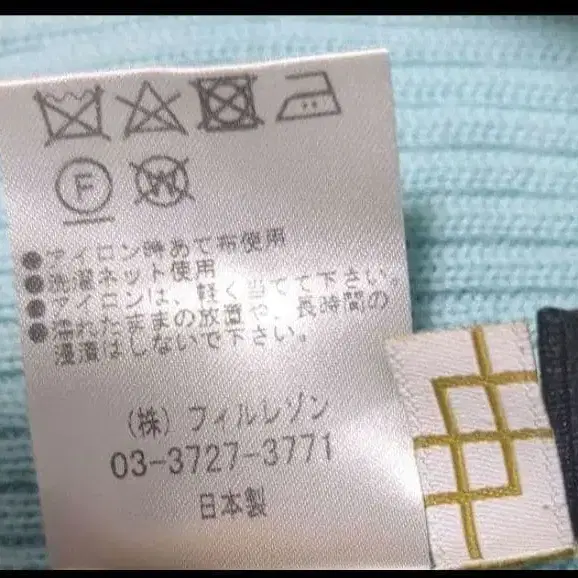 F
W
●アイロン時あて布使用
●洗濯ネット使用
●アイロンは、軽く当てて下さい。
●濡れたままの放置や、長時間の
浸漬はしないで下さい。
(株)フィルレゾン
03-3727-3771
日本製